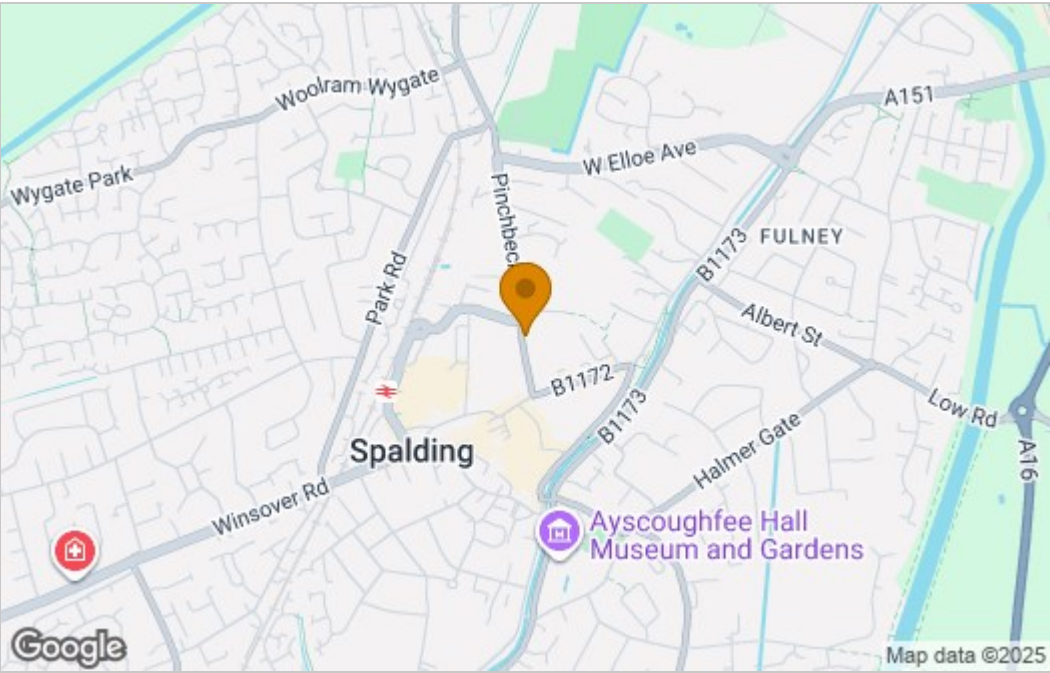 Woolram Wygate
A151
W Elloe Ave
Wygate Park
Pinchbec
FULNEY
B1173
Park Rd
Albert St
B1172
Low Rd
B1173
Halmer Gate
A16
Spalding
Winsover Rd
Ayscoughfee Hall
Museum and Gardens
Google
Map data ©2025